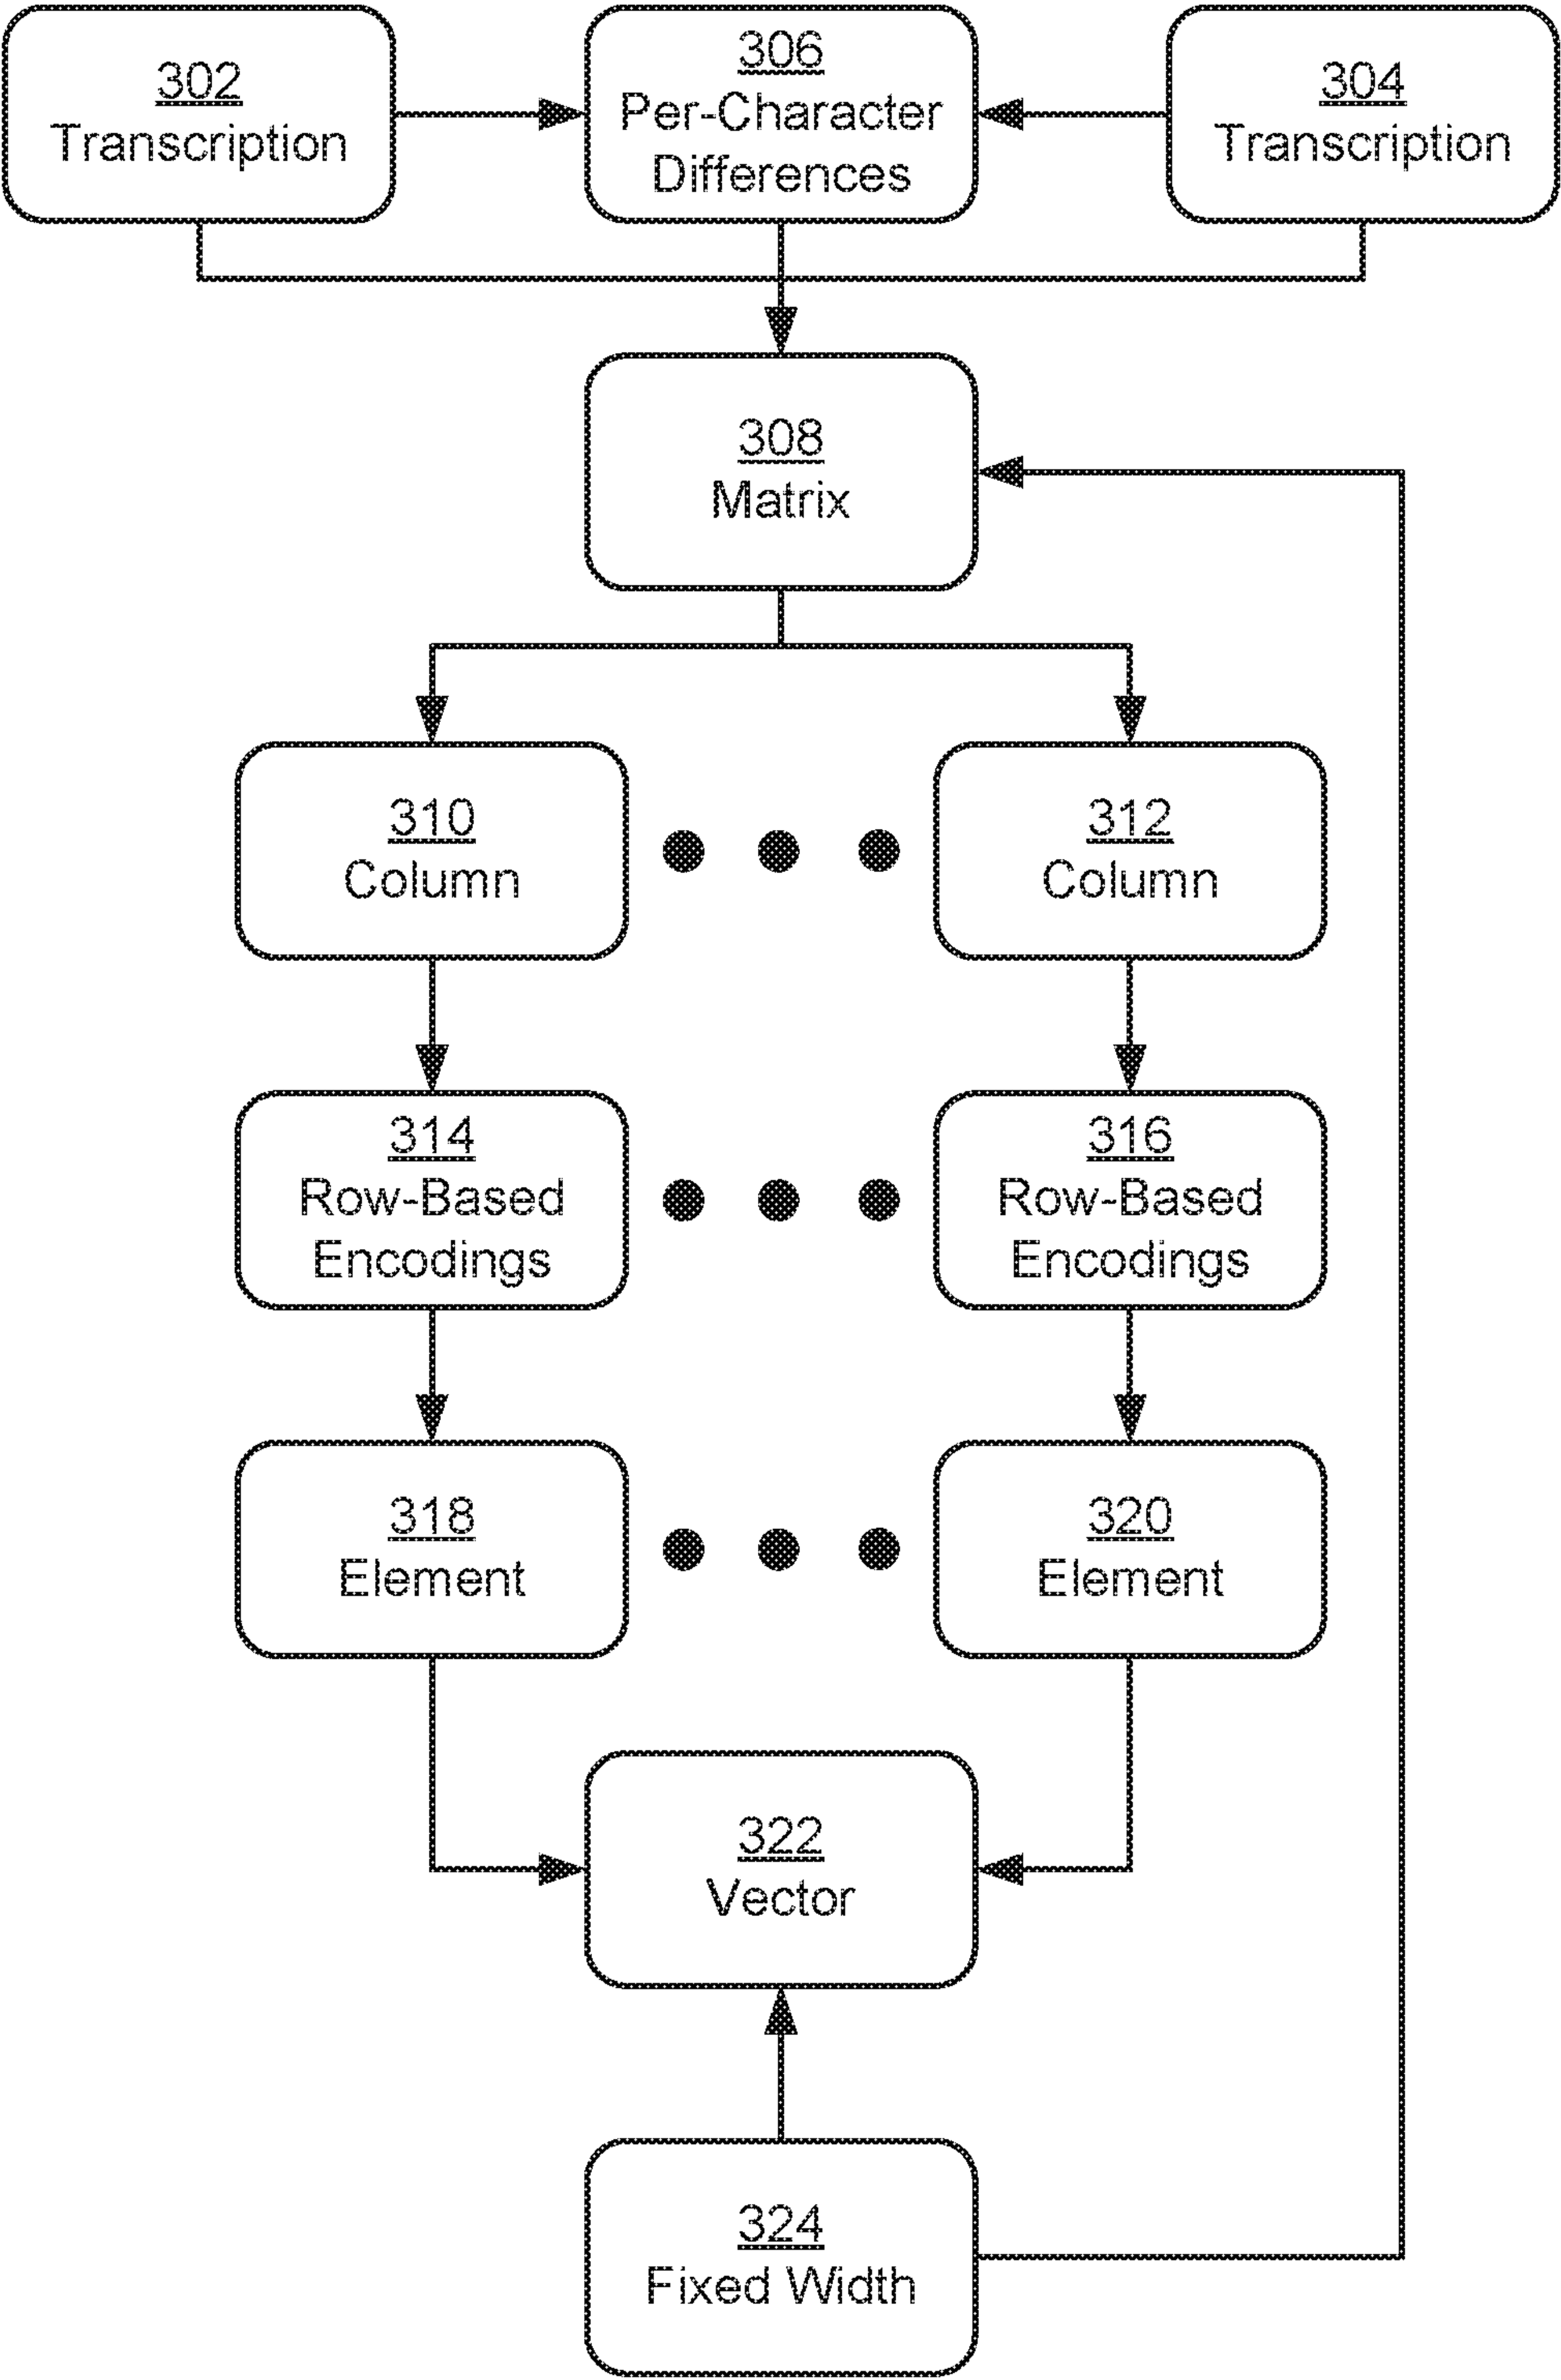 302
Transcription
306
Per-Character
Differences
304
Transcription
308
Matrix
310
Column
312
Column
314
Row-Based
Encodings
316
Row-Based
Encodings
318
Element
320
Element
322
Vector
324
Fixed Width